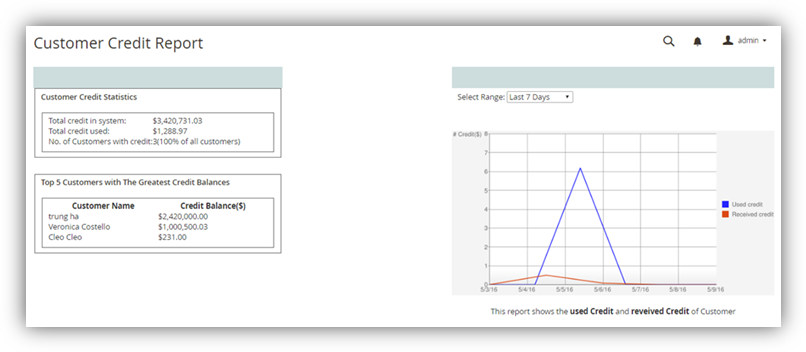 Customer Credit Report
admin
Customer Credit Statistics
Total credit in system: $3,420,731.03
Total credit used: $1,288.97
No. of Customers with credit:3(100% of all customers)
Top 5 Customers with The Greatest Credit Balances
Customer Name Credit Balance($)
trung ha $2,420,000.00
Veronica Costello $1,000,500.03
Cleo Cleo $231.00
Select Range: Last 7 Days
# Credit($)
8
7
6
5
4
3
2
1
0
5/3/16 5/4/16 5/5/16 5/6/16 5/7/16 5/8/16 5/9/16
Used credit
Received credit
This report shows the used Credit and reveived Credit of Customer